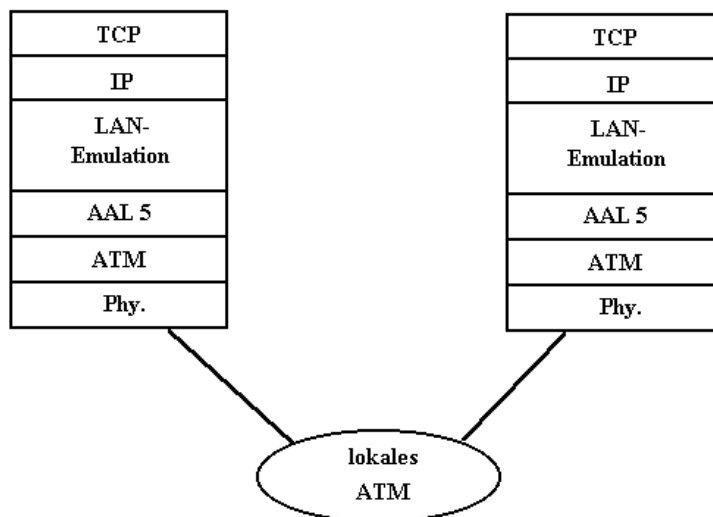 TCP
IP
LAN-
Emulation
AAL 5
ATM
Phy.
TCP
IP
LAN-
Emulation
AAL 5
ATM
Phy.
lokales
ATM